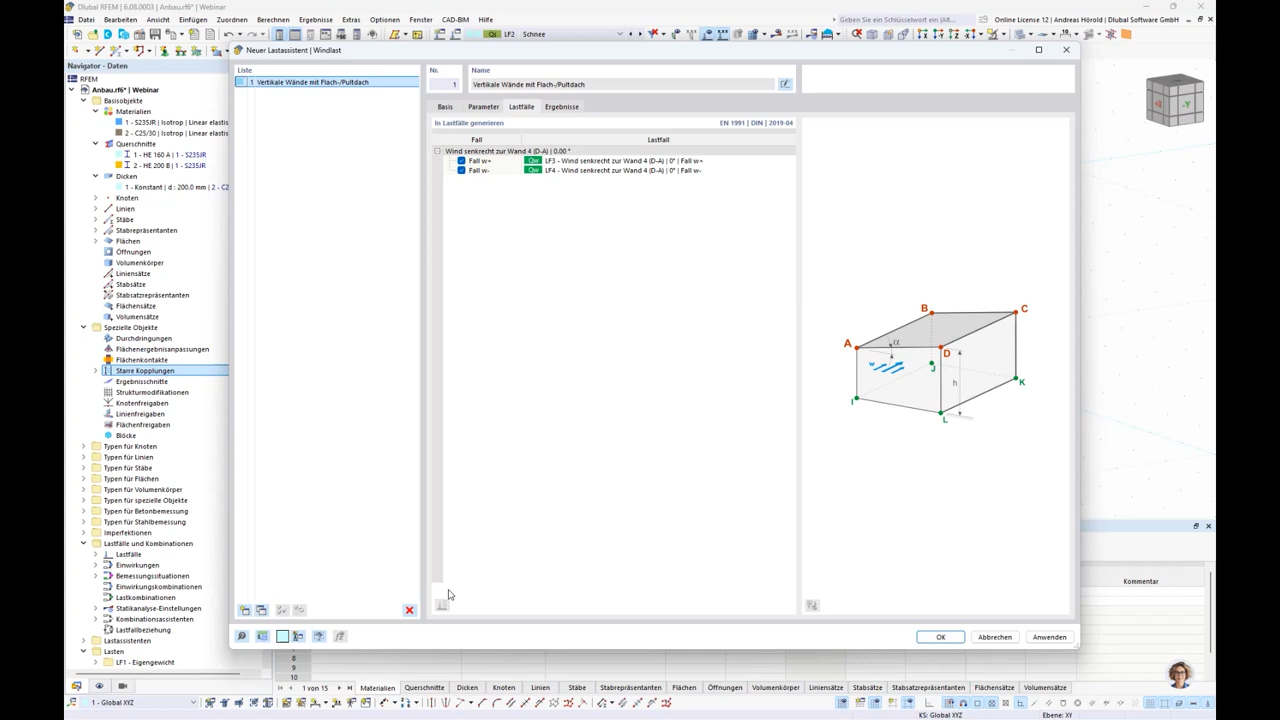 Dlubal RFEM | 6.08.0003 | Anbau.rf6* | Webinar
Datei Bearbeiten Ansicht Einfügen Zuordnen Berechnen Ergebnisse Extras Optionen Fenster CAD-BIM Hilfe
Geben Sie ein Schlüsselwort ein (Alt...
Online License 12 | Andreas Hörold | Dlubal Software GmbH
Qs LF2 Schnee
Navigator - Daten
RFEM
Anbau.rf6* | Webinar
Basisobjekte
Materialien
1 - S235JR | Isotrop | Linear elastis
2 - C25/30 | Isotrop | Linear elastis
Querschnitte
1 - HE 160 A | 1 - S235JR
2 - HE 200 B | 1 - S235JR
Dicken
1 - Konstant | d : 200.0 mm | 2 - C2
Knoten
Linien
Stäbe
Stabrepräsentanten
Flächen
Öffnungen
Volumenkörper
Liniensätze
Stabsätze
Stabsatzrepräsentanten
Flächensätze
Volumensätze
Spezielle Objekte
Durchdringungen
Flächenergebnisanpassungen
Flächenkontakte
Starre Kopplungen
Ergebnisschnitte
Strukturmodifikationen
Knotenfreigaben
Linienfreigaben
Flächenfreigaben
Blöcke
Typen für Knoten
Typen für Linien
Typen für Stäbe
Typen für Flächen
Typen für Volumenkörper
Typen für spezielle Objekte
Typen für Betonbemessung
Typen für Stahlbemessung
Imperfektionen
Lastfälle und Kombinationen
Lastfälle
Einwirkungen
Bemessungssituationen
Einwirkungskombinationen
Lastkombinationen
Statikanalyse-Einstellungen
Kombinationsassistenten
Lastfallbeziehung
Lastassistenten
Lasten
LF1 - Eigengewicht
Neuer Lastassistent | Windlast
Liste
1 Vertikale Wände mit Flach-/Pultdach
Nr.
1
Name
Vertikale Wände mit Flach-/Pultdach
Basis Parameter Lastfälle Ergebnisse
In Lastfälle generieren
EN 1991 | DIN | 2019-04
Fall Lastfall
Wind senkrecht zur Wand 4 (D-A) | 0.00 °
Fall w+ Qw LF3 - Wind senkrecht zur Wand 4 (D-A) | 0° | Fall w+
Fall w- Qw LF4 - Wind senkrecht zur Wand 4 (D-A) | 0° | Fall w-
B C
A α D
w J
h K
I L
OK Abbrechen Anwenden
+X -Y
Kommentar
8
9
10
1 von 15
Materialien Querschnitte Dicken Knoten Linien Stäbe Stabrepräsentanten Flächen Öffnungen Volumenkörper Liniensätze Stabsätze Stabsatzrepräsentanten Flächensätze Volumensätze
1 - Global XYZ
KS: Global XYZ Ebene: XY